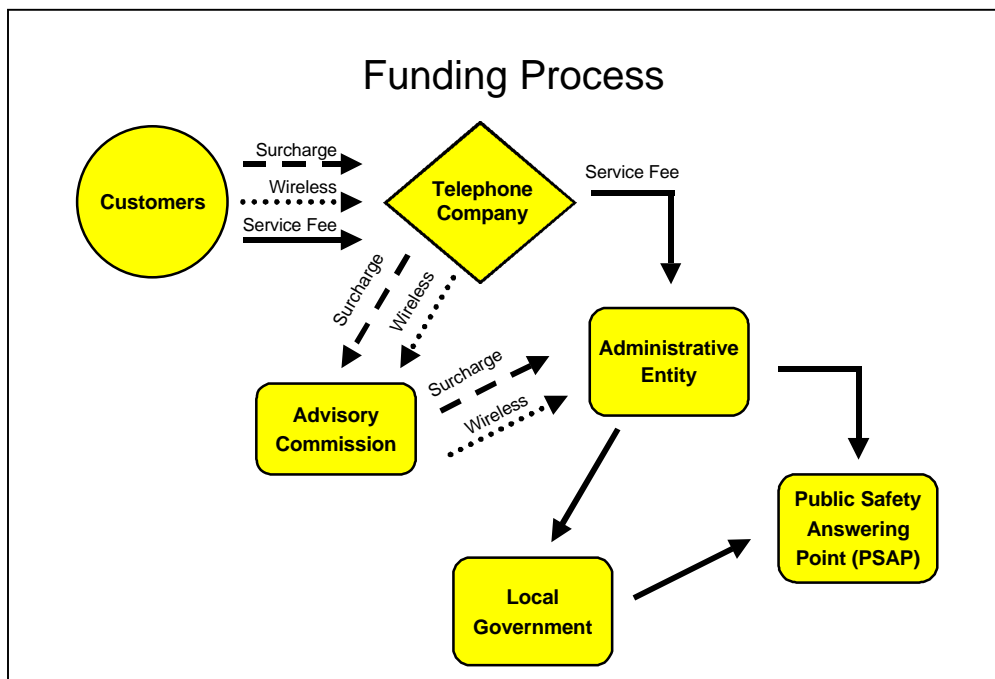 Funding Process
Surcharge
Wireless
Service Fee
Customers
Telephone
Company
Service Fee
Surcharge
Wireless
Advisory
Commission
Surcharge
Wireless
Administrative
Entity
Local
Government
Public Safety
Answering
Point (PSAP)